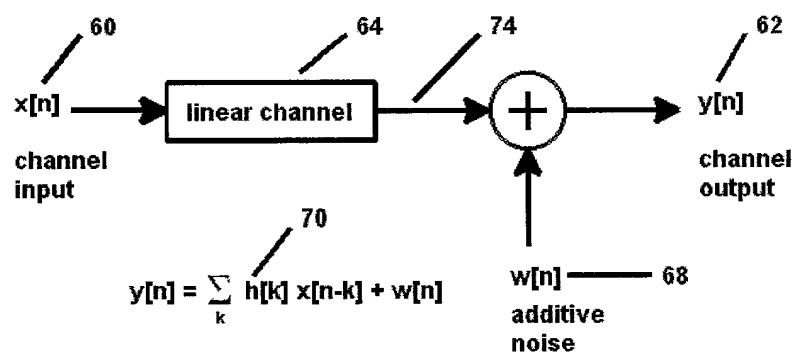 60
64
74
62
x[n]
linear channel
+
y[n]
channel
input
channel
output
70
y[n] = ∑ h[k] x[n-k] + w[n]
k
w[n]
68
additive
noise